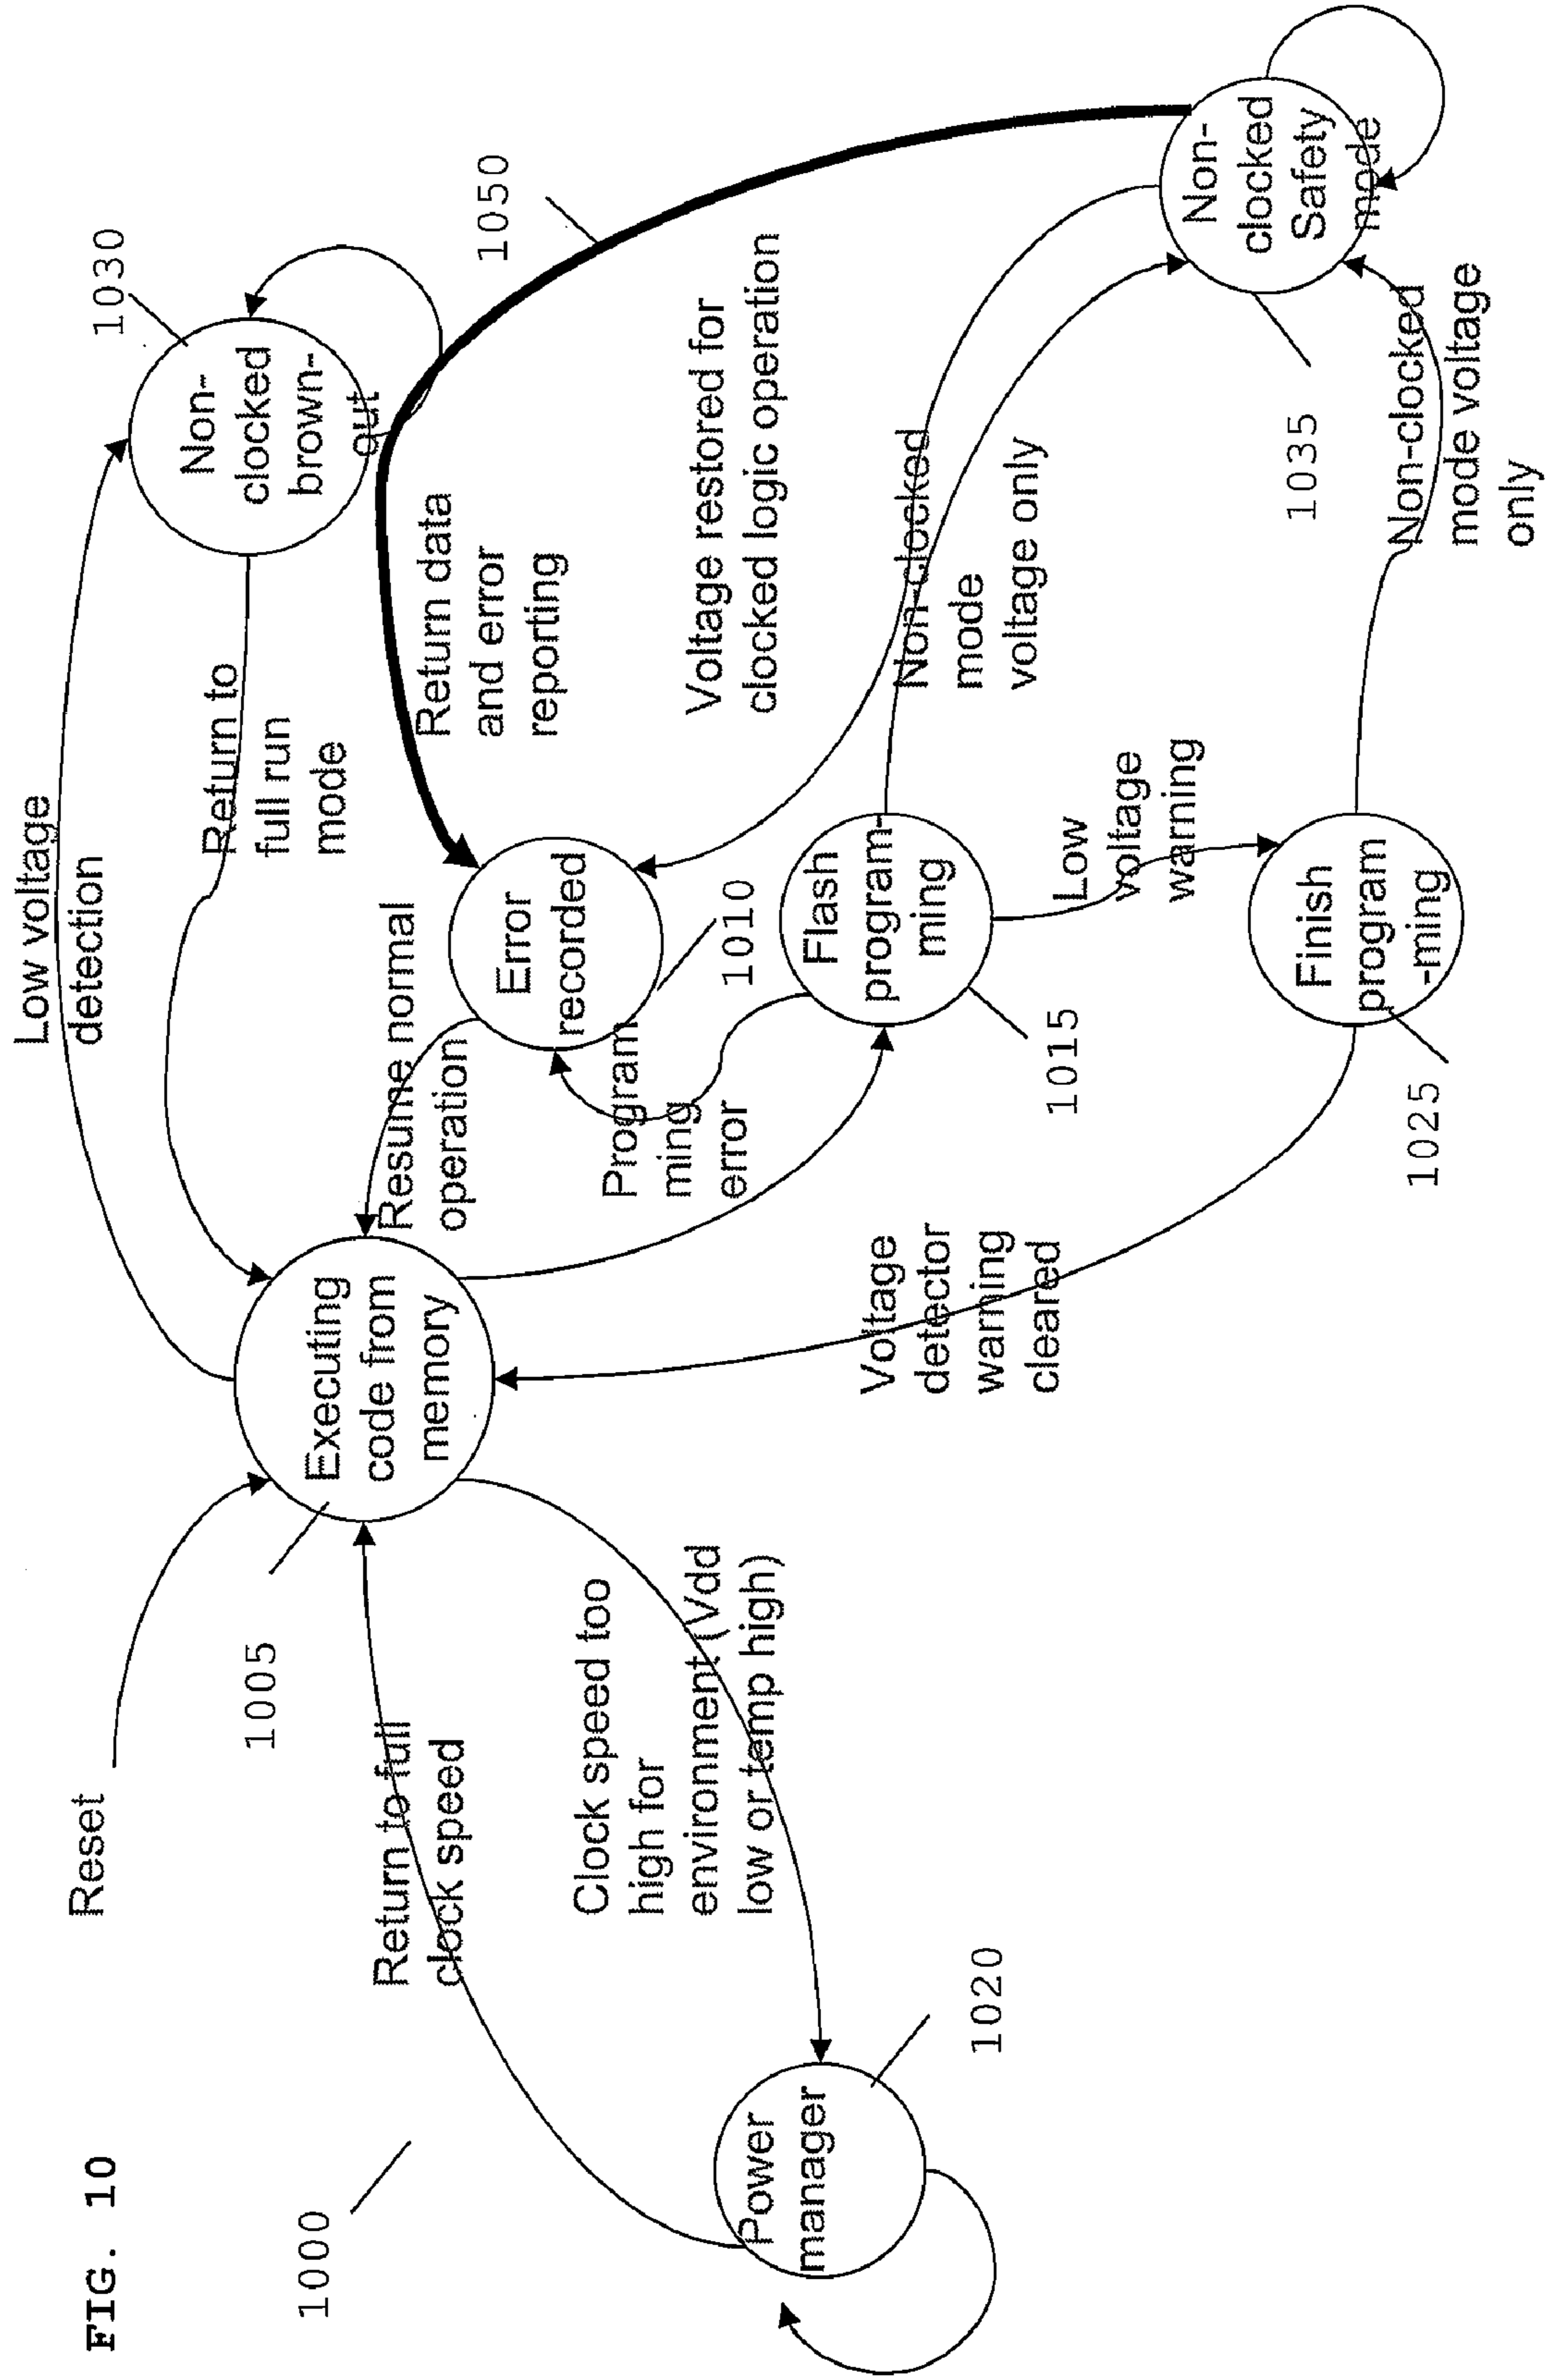 FIG. 10
1000
Reset
1005
Low voltage
detection
1030
Non-
clocked
brown-
out
Return to
full run
mode
1050
Executing
code from
memory
Return to full
clock speed
Resume normal
operation
Error
recorded
1010
Return data
and error
reporting
Clock speed too
high for
environment (Vdd
low or temp high)
Program
ming
error
Voltage restored for
clocked logic operation
Power
manager
1020
Flash
program-
ming
1015
Non-clocked
mode
voltage only
Voltage
detector
warning
cleared
Low
voltage
warning
Non-
clocked
Safety
mode
1035
Finish
program
-ming
1025
Non-clocked
mode voltage
only